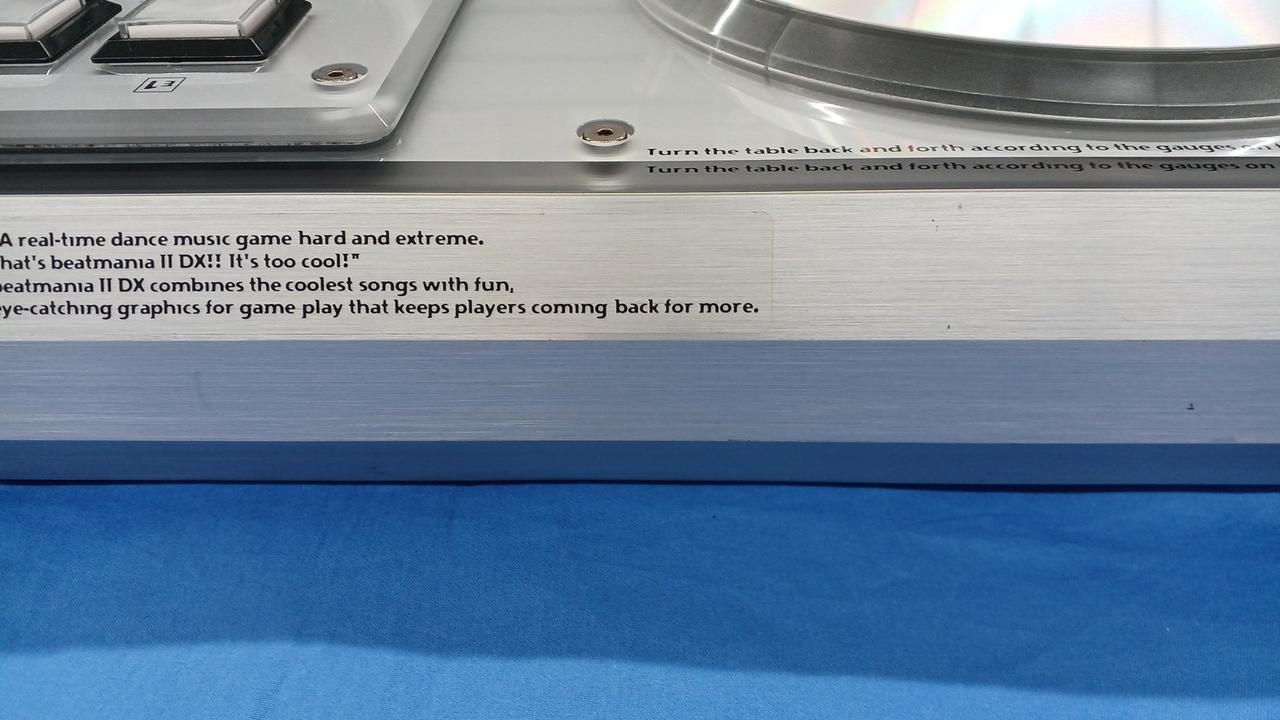 E1
Turn the table back and forth according to the gauges on
Turn the table back and forth according to the gauges on
A real-time dance music game hard and extreme.
hat's beatmania II DX!! It's too cool!"
beatmania II DX combines the coolest songs with fun,
eye-catching graphics for game play that keeps players coming back for more.